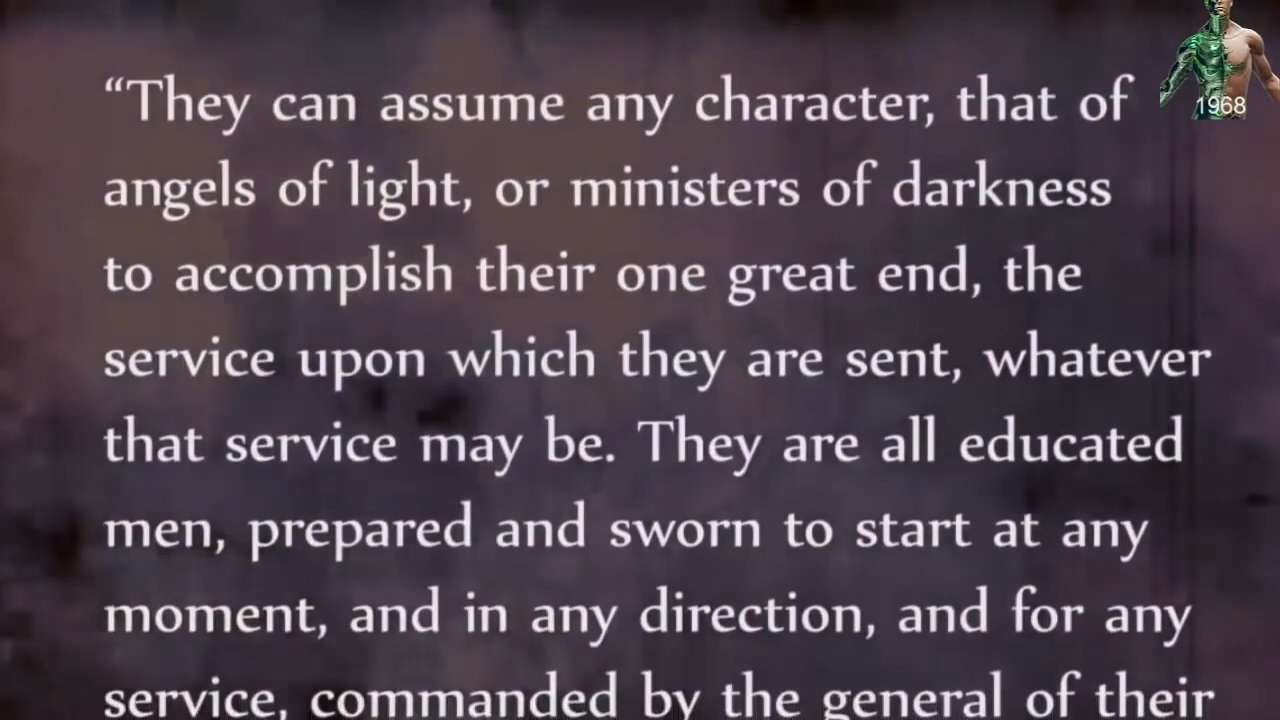 “They can assume any character, that of
angels of light, or ministers of darkness
to accomplish their one great end, the
service upon which they are sent, whatever
that service may be. They are all educated
men, prepared and sworn to start at any
moment, and in any direction, and for any
service, commanded by the general of their
1968